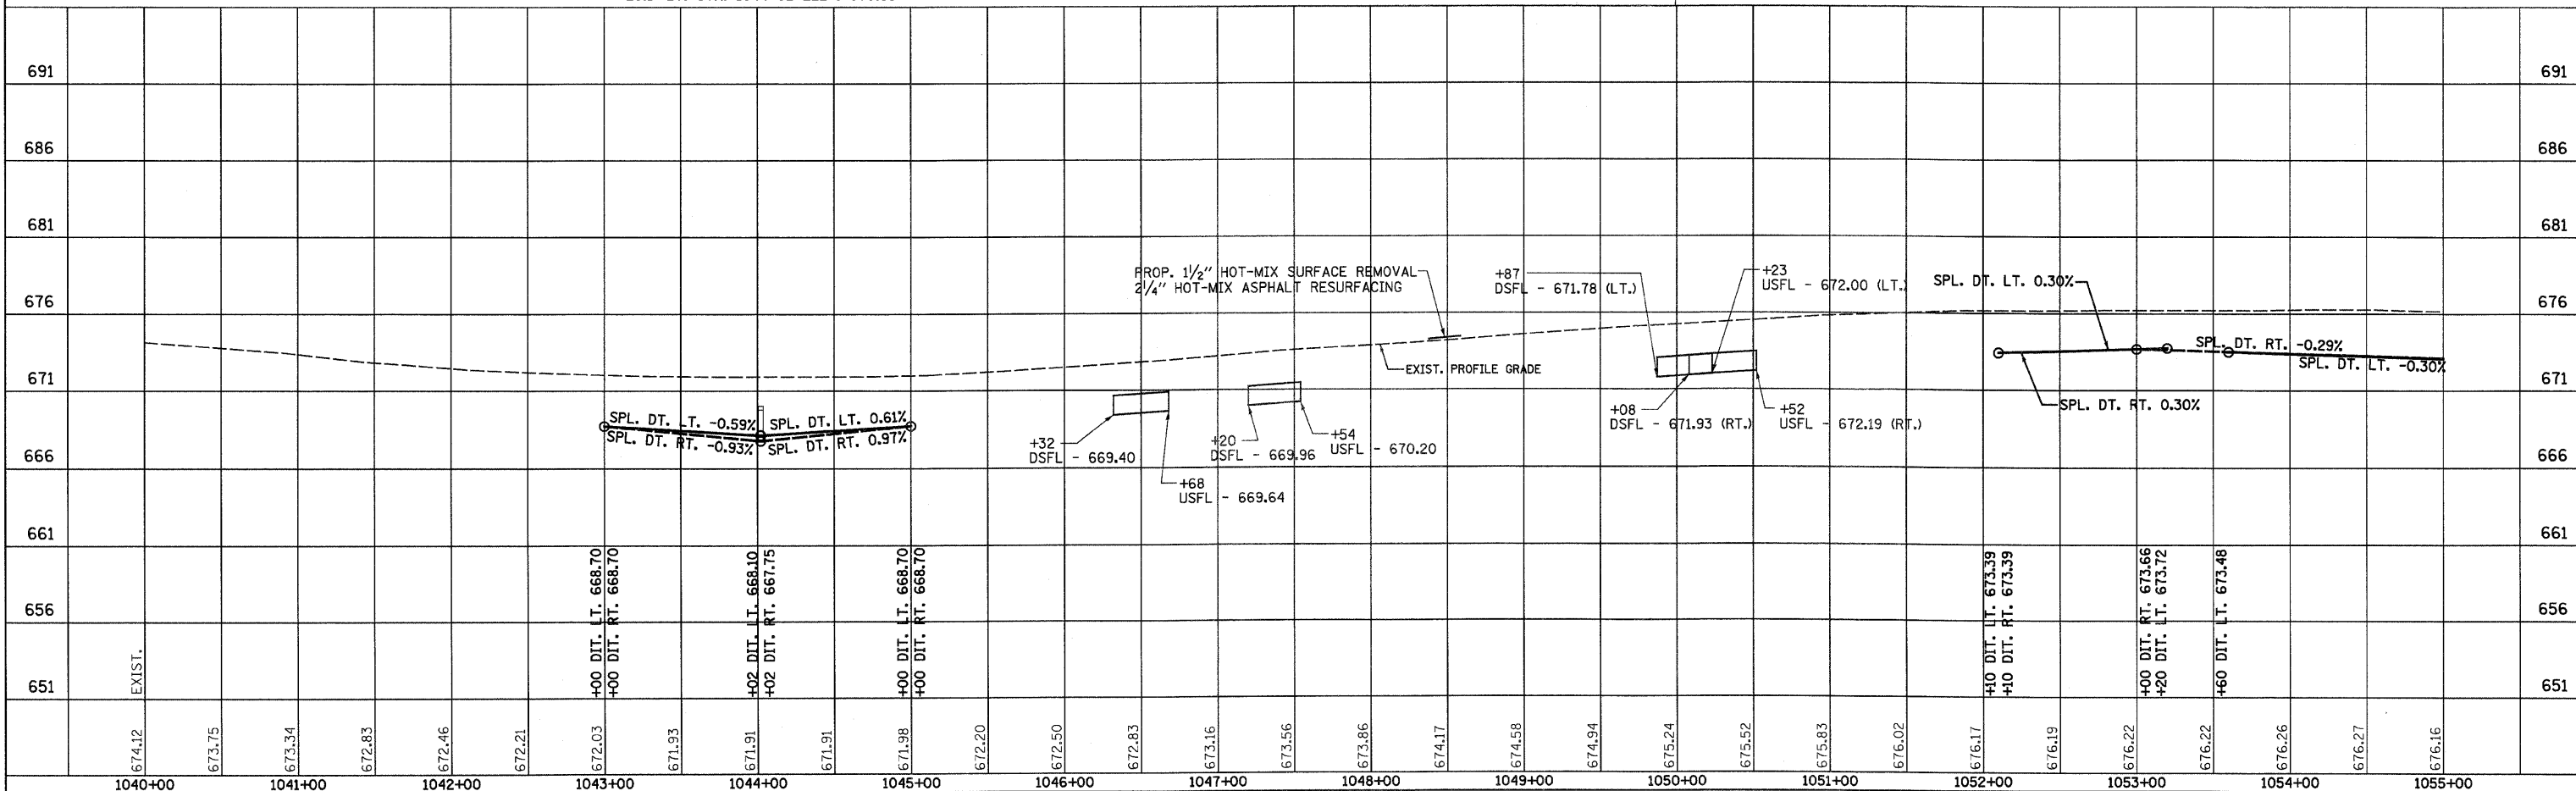 691 691
686 686
681 681
PROP. 1 1/2" HOT-MIX SURFACE REMOVAL
2 1/4" HOT-MIX ASPHALT RESURFACING
+87
DSFL - 671.78 (LT.)
+23
USFL - 672.00 (LT.)
SPL. DT. LT. 0.30%
676 676
SPL. DT. RT. -0.29%
SPL. DT. LT. -0.30%
EXIST. PROFILE GRADE
671 671
SPL. DT. RT. 0.30%
SPL. DT. LT. -0.59% SPL. DT. LT. 0.61%
SPL. DT. RT. -0.93% SPL. DT. RT. 0.97%
+32
DSFL - 669.40
+68
USFL - 669.64
+20
DSFL - 669.96
+54
USFL - 670.20
+08
DSFL - 671.93 (RT.)
+52
USFL - 672.19 (RT.)
666 666
661 661
656 656
651 651
EXIST.
+00 DIT. LT. 668.70
+00 DIT. RT. 668.70
+02 DIT. LT. 668.10
+02 DIT. RT. 667.75
+00 DIT. LT. 668.70
+00 DIT. RT. 668.70
+10 DIT. LT. 673.39
+10 DIT. RT. 673.39
+00 DIT. RT. 673.66
+20 DIT. LT. 673.72
+60 DIT. LT. 673.48
674.12 673.75 673.34 672.83 672.46 672.21 672.03 671.93 671.91 671.91 671.98 672.20 672.50 672.83 673.16 673.56 673.86 674.17 674.58 674.94 675.24 675.52 675.83 676.02 676.17 676.19 676.22 676.22 676.26 676.27 676.16
1040+00 1041+00 1042+00 1043+00 1044+00 1045+00 1046+00 1047+00 1048+00 1049+00 1050+00 1051+00 1052+00 1053+00 1054+00 1055+00